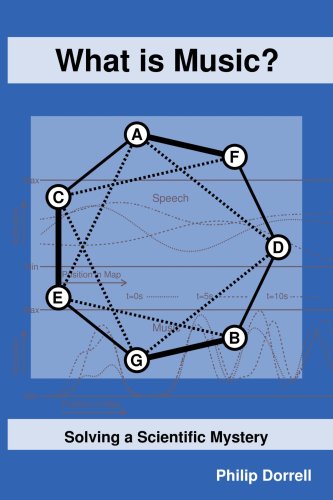 What is Music?
A
F
max
Speech
C
D
min
Position in Map
E
t=0s
t=5s
t=10s
max
Music
B
G
Solving a Scientific Mystery
Philip Dorrell